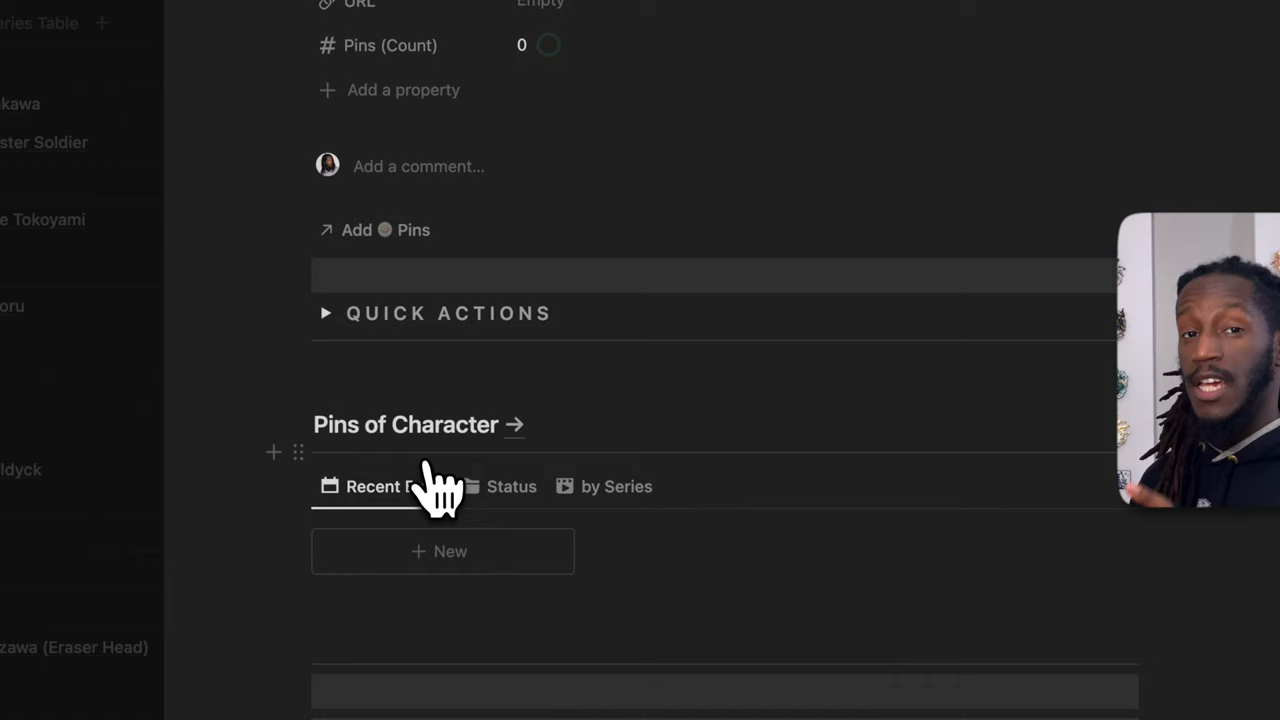 eries Table
kawa
ster Soldier
e Tokoyami
oru
ldyck
zawa (Eraser Head)
URL
Empty
Pins (Count)
0
Add a property
Add a comment...
Add Pins
QUICK ACTIONS
Pins of Character →
Recent
Status
by Series
+ New